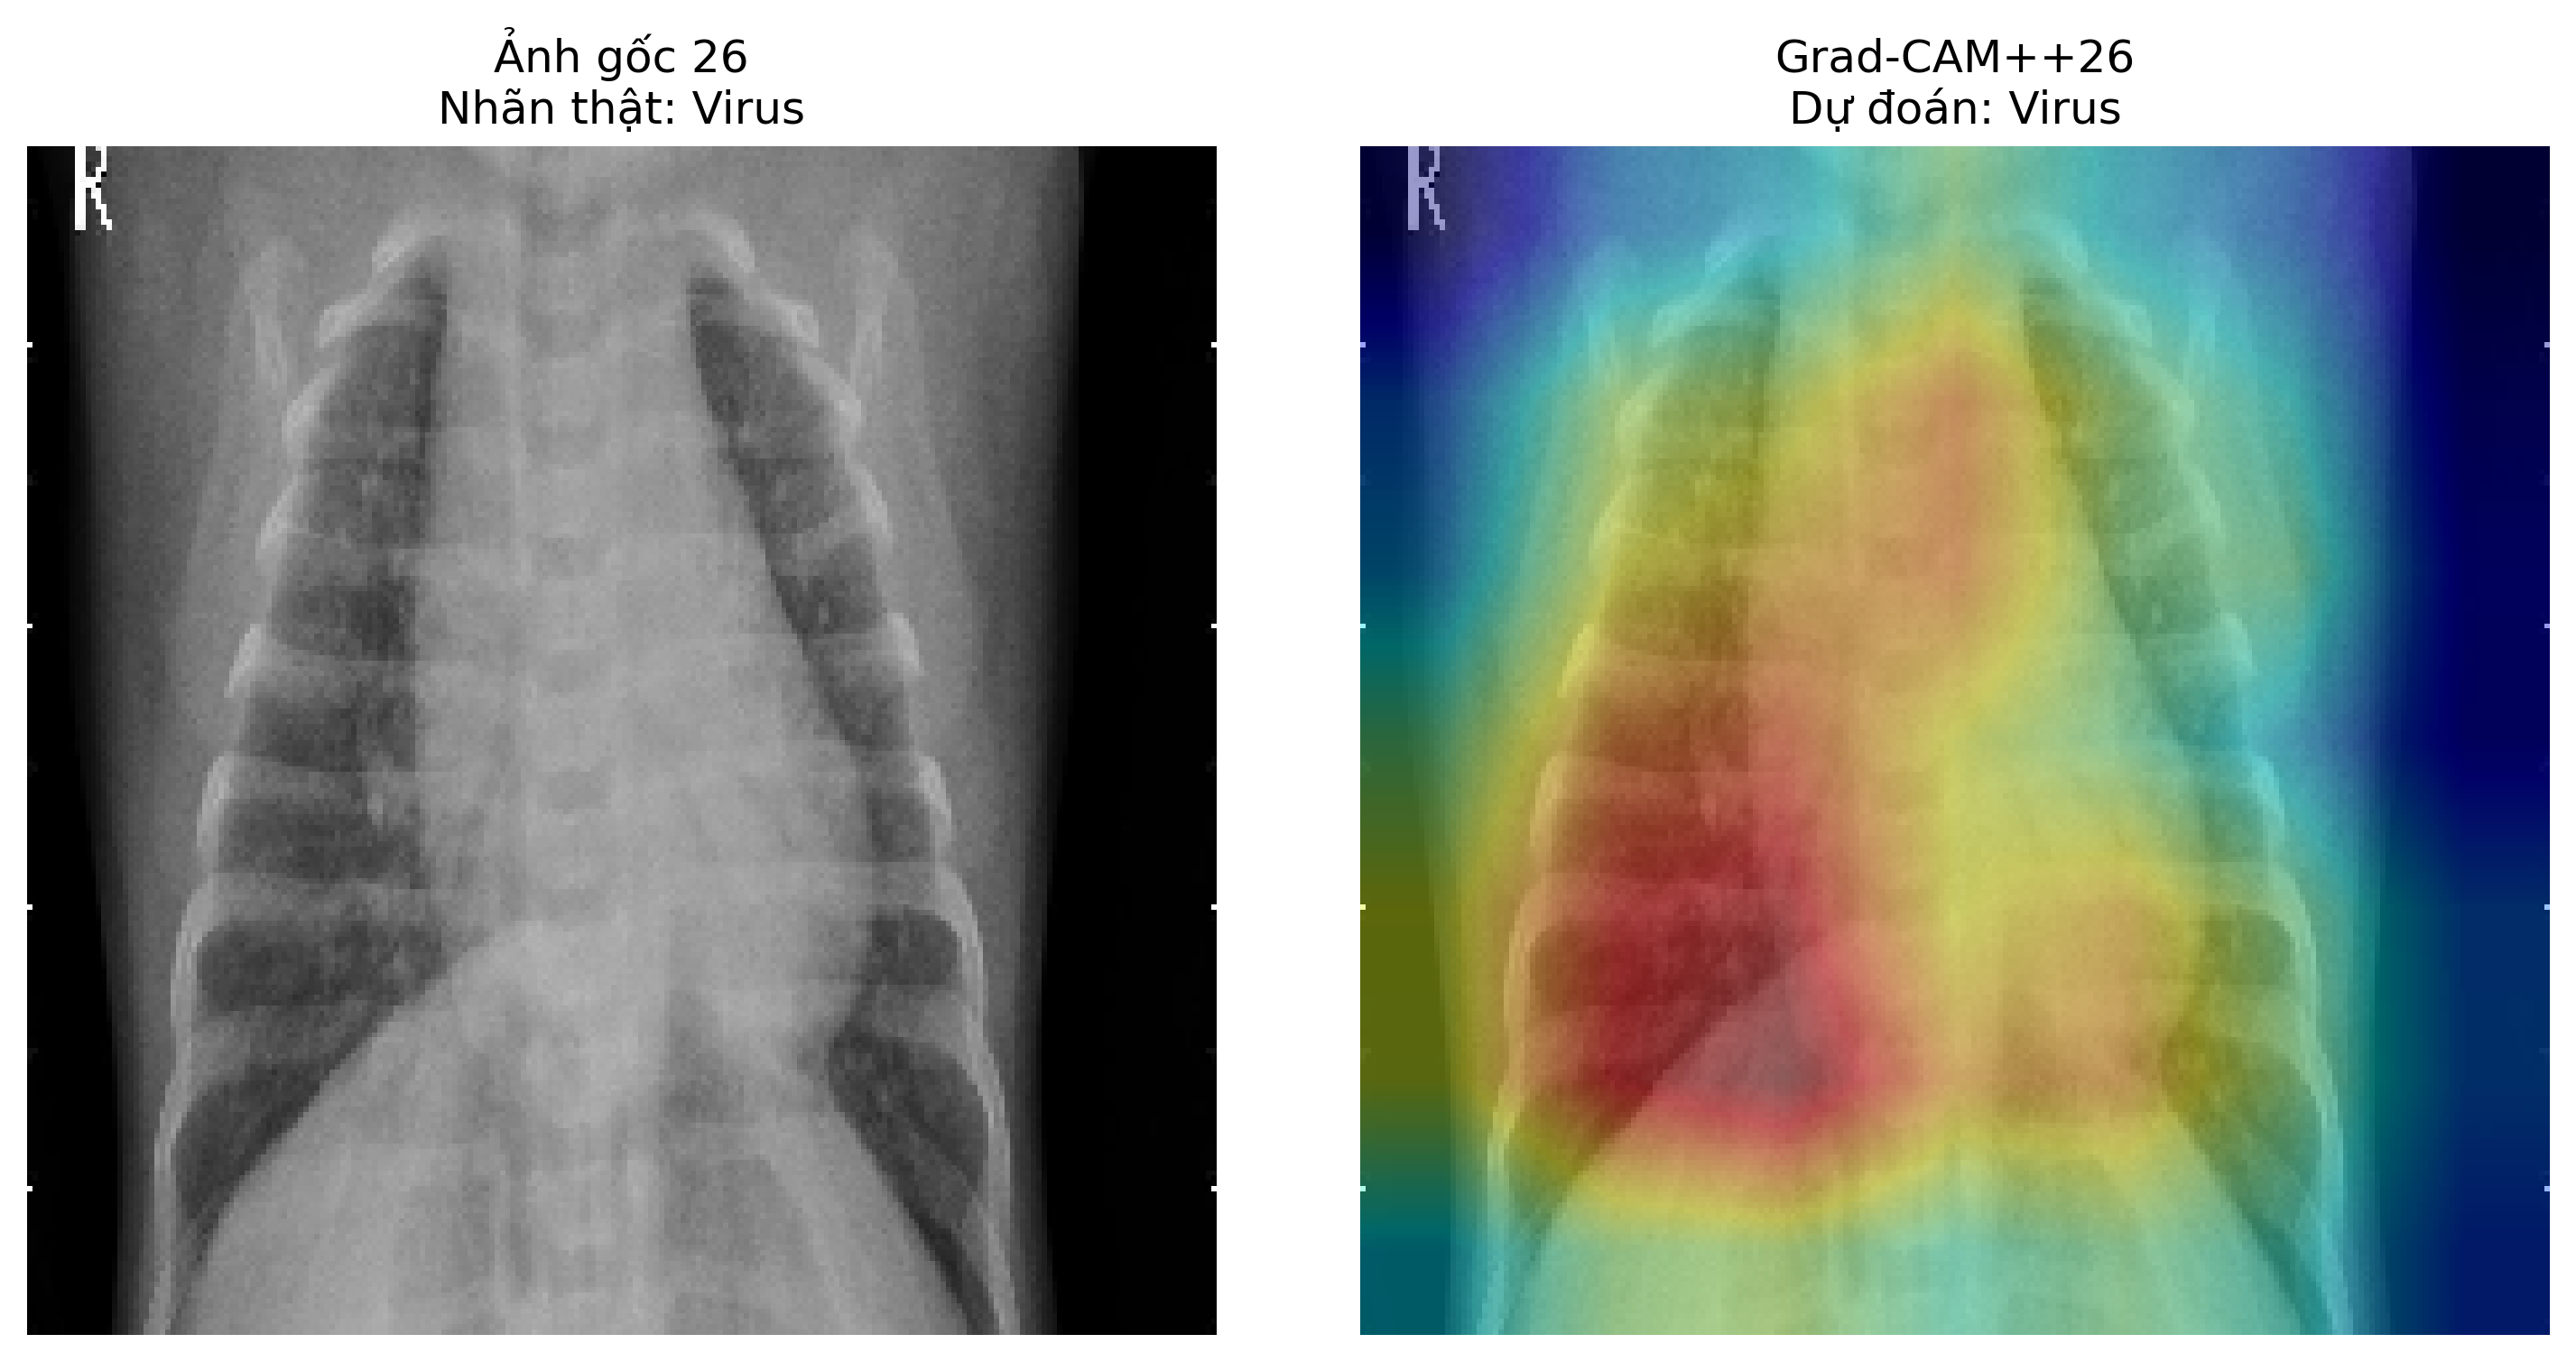 Ảnh gốc 26
Nhãn thật: Virus
Grad-CAM++26
Dự đoán: Virus
R